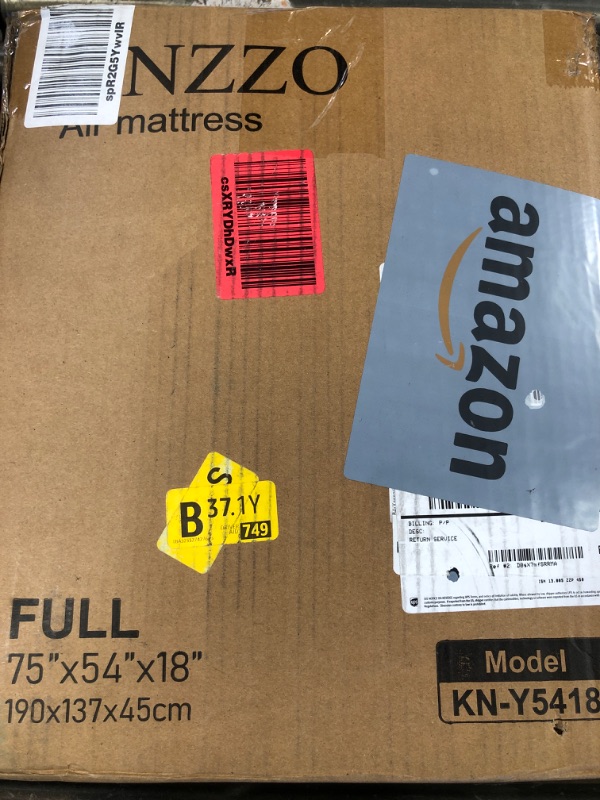 NZZO
Air mattress
spR2G5YwvIR
csXRYDhDwxR
amazon
S
B 37.1Y
749
BILLING: P/P
DESC:
RETURN SERVICE
FULL
75"x54"x18"
190x137x45cm
Model
KN-Y5418